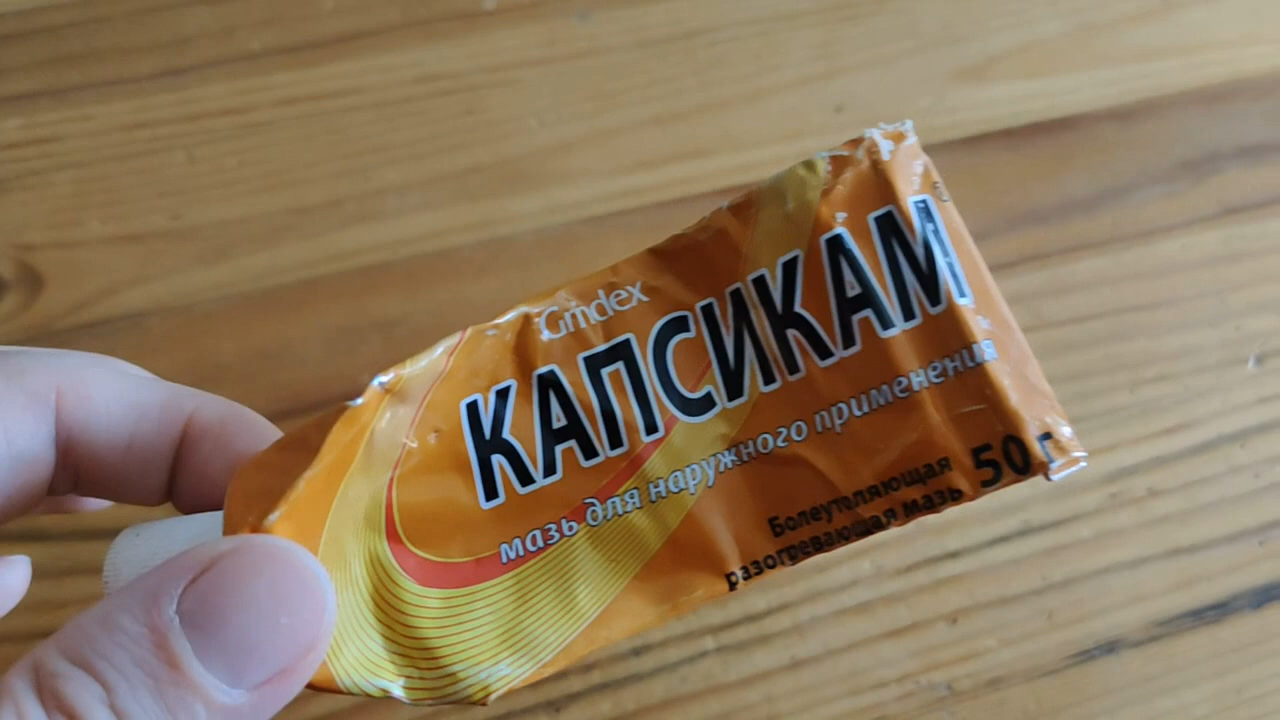 Grindex
КАПСИКАМ®
мазь для наружного применения
Болеутоляющая
разогревающая мазь
50 г